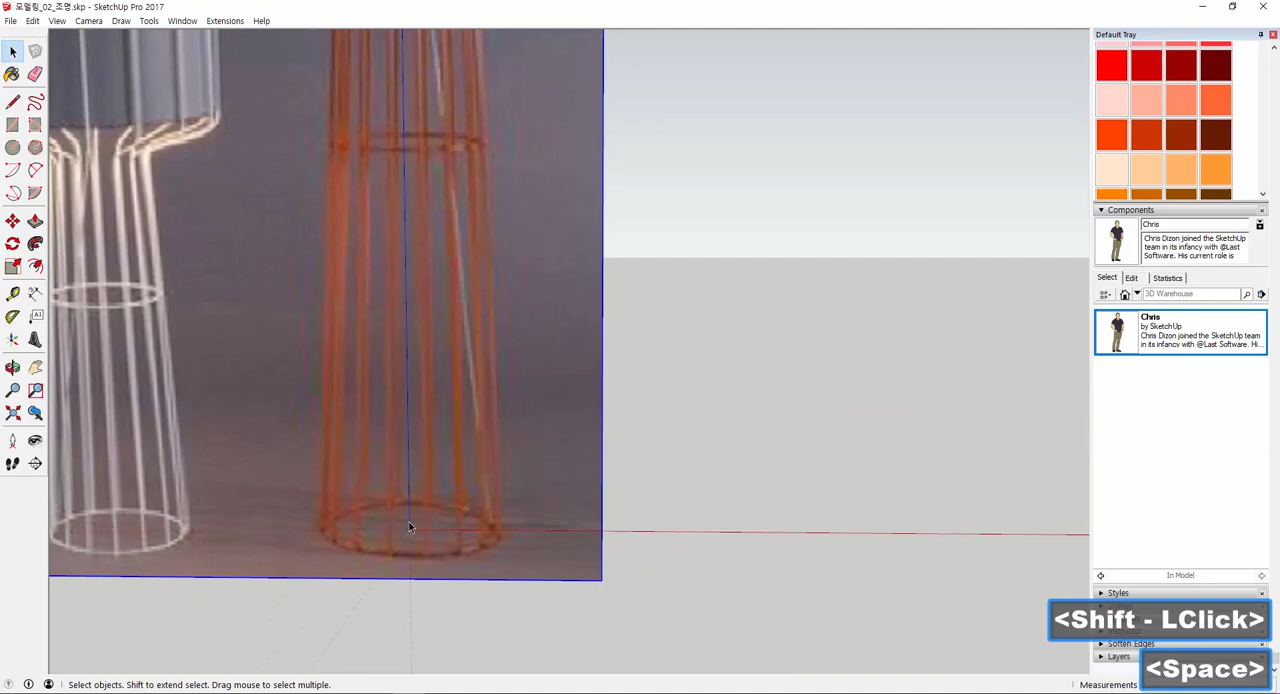 모델링_02_조명.skp - SketchUp Pro 2017
File Edit View Camera Draw Tools Window Extensions Help
Default Tray
Components
Chris
Chris Dizon joined the SketchUp
team in its infancy with @Last
Software. His current role is
Select Edit Statistics
3D Warehouse
Chris
by SketchUp
Chris Dizon joined the SketchUp team
in its infancy with @Last Software. Hi...
In Model
Styles
<Shift - LClick>
Soften Edges
Layers
<Space>
Select objects. Shift to extend select. Drag mouse to select multiple.
Measurements